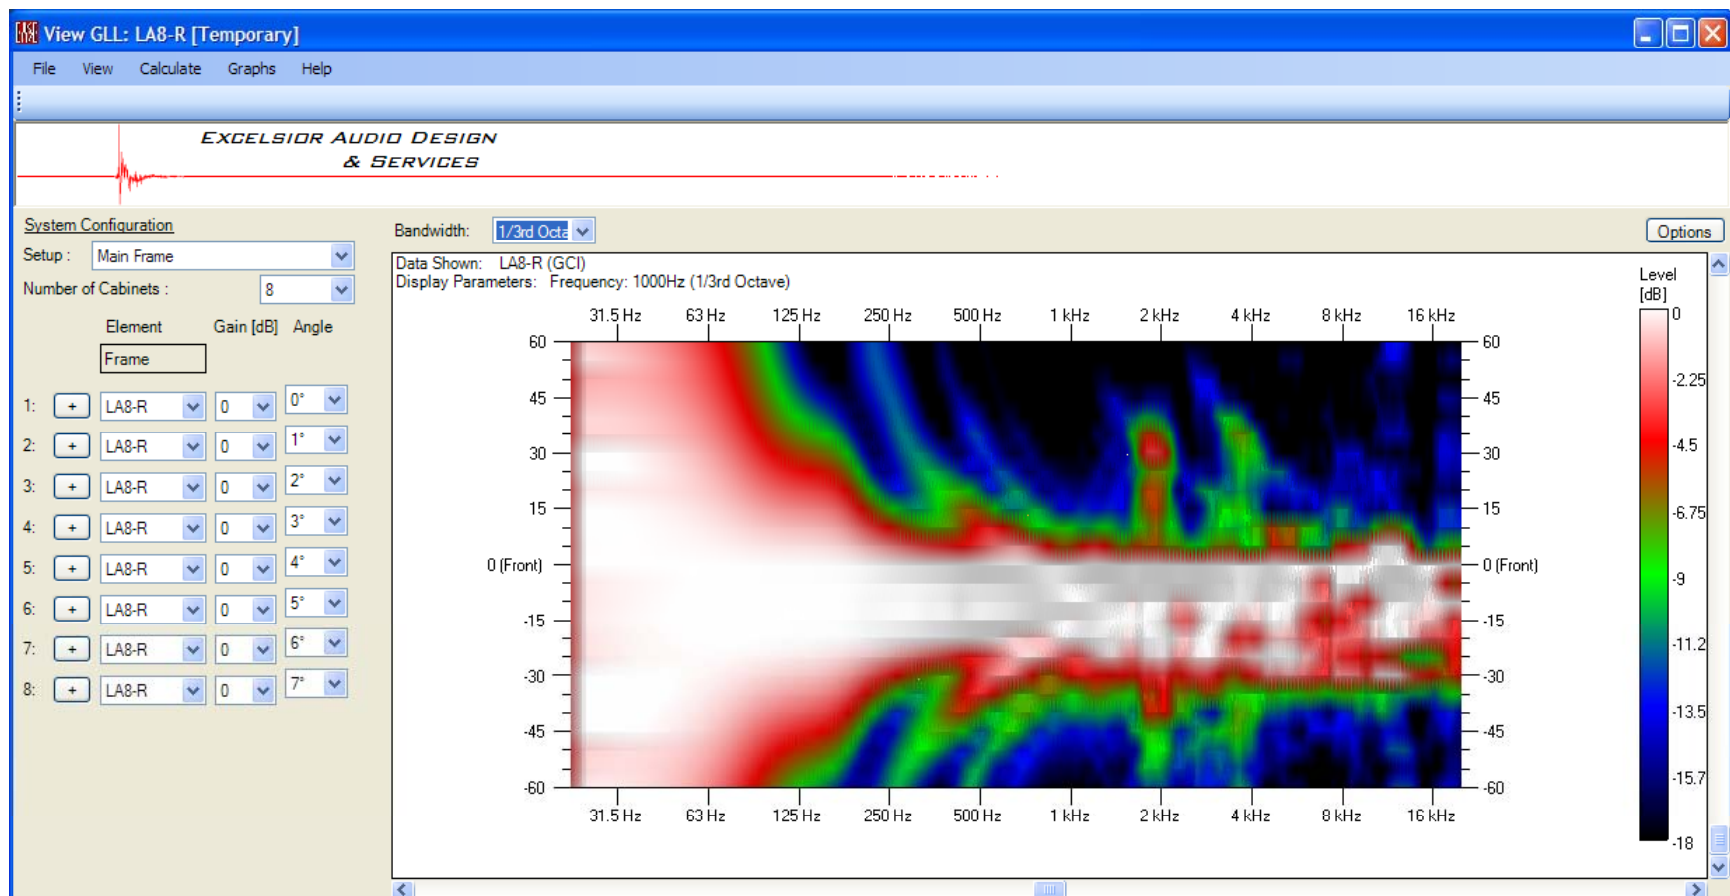 View GLL: LA8-R [Temporary]
File View Calculate Graphs Help
EXCELSIOR AUDIO DESIGN
& SERVICES
System Configuration
Setup : Main Frame
Number of Cabinets : 8
Element Gain [dB] Angle
Frame
1: + LA8-R 0 0°
2: + LA8-R 0 1°
3: + LA8-R 0 2°
4: + LA8-R 0 3°
5: + LA8-R 0 4°
6: + LA8-R 0 5°
7: + LA8-R 0 6°
8: + LA8-R 0 7°
Bandwidth: 1/3rd Octa
Options
Data Shown: LA8-R (GCI)
Display Parameters: Frequency: 1000Hz (1/3rd Octave)
31.5 Hz 63 Hz 125 Hz 250 Hz 500 Hz 1 kHz 2 kHz 4 kHz 8 kHz 16 kHz
60 60
45 45
30 30
15 15
0 (Front) 0 (Front)
-15 -15
-30 -30
-45 -45
-60 -60
31.5 Hz 63 Hz 125 Hz 250 Hz 500 Hz 1 kHz 2 kHz 4 kHz 8 kHz 16 kHz
Level
[dB]
0
-2.25
-4.5
-6.75
-9
-11.2
-13.5
-15.7
-18